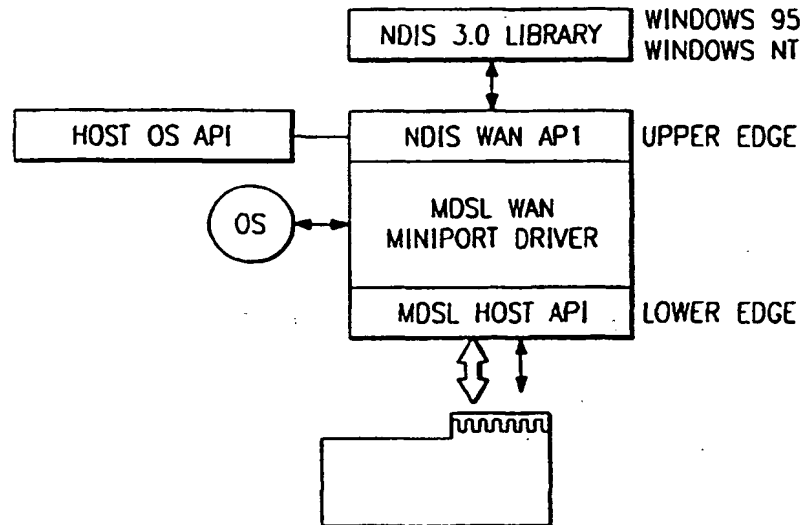 NDIS 3.0 LIBRARY
WINDOWS 95
WINDOWS NT
HOST OS API
NDIS WAN AP1
UPPER EDGE
OS
MDSL WAN
MINIPORT DRIVER
MDSL HOST API
LOWER EDGE